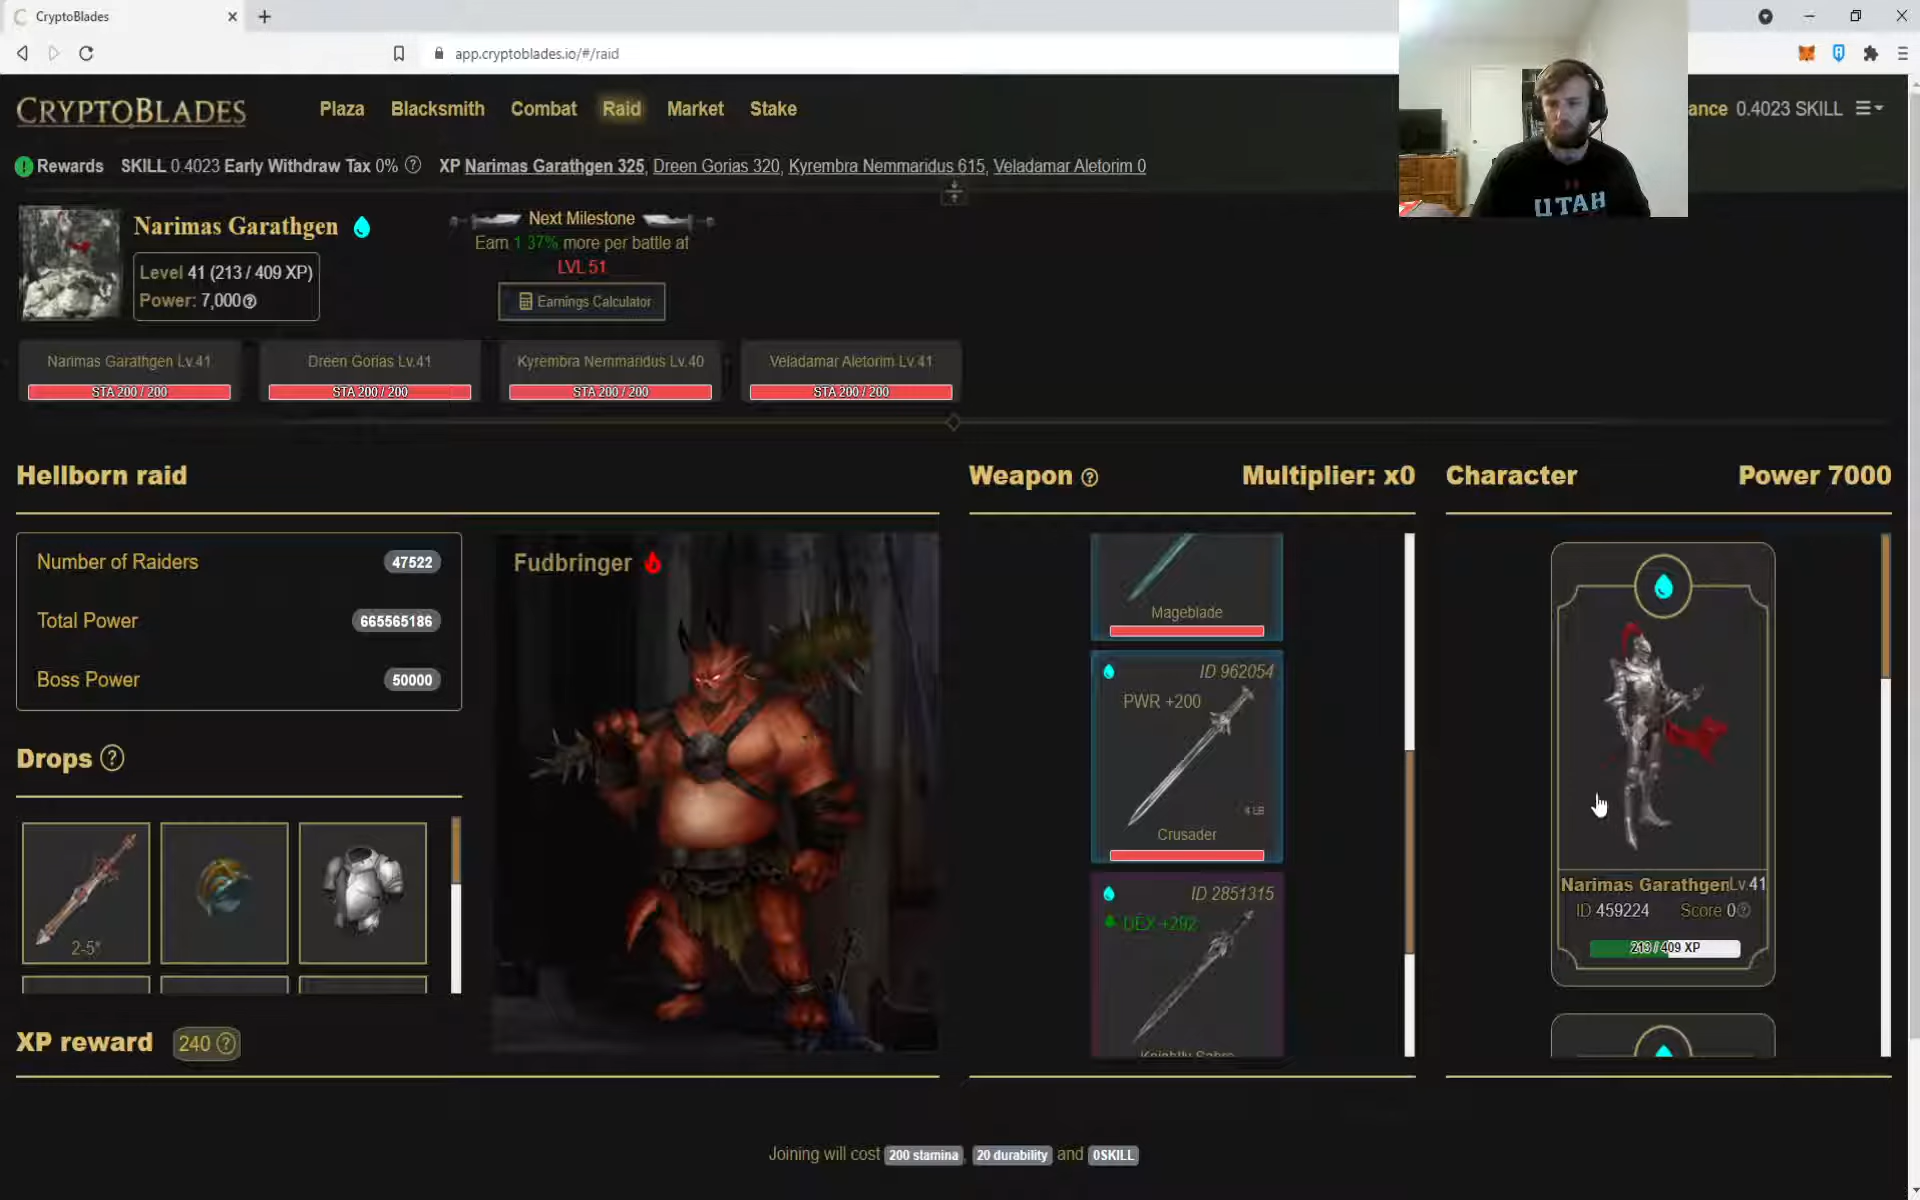 CryptoBlades
app.cryptoblades.io/#/raid
CRYPTOBLADES
Plaza Blacksmith Combat Raid Market Stake
ance 0.4023 SKILL
Rewards SKILL 0.4023 Early Withdraw Tax 0% XP Narimas Garathgen 325, Dreen Gorias 320, Kyrembra Nemmaridus 615, Veladamar Aletorim 0
UTAH
Narimas Garathgen
Level 41 (213 / 409 XP)
Power: 7,000
Next Milestone
Earn 1 37% more per battle at
LVL 51
Earnings Calculator
Narimas Garathgen Lv.41
STA 200 / 200
Dreen Gorias Lv.41
STA 200 / 200
Kyrembra Nemmaridus Lv.40
STA 200 / 200
Veladamar Aletorim Lv.41
STA 200 / 200
Hellborn raid
Number of Raiders 47522
Total Power 665565186
Boss Power 50000
Drops
2-5*
XP reward 240
Fudbringer
Weapon Multiplier: x0
Mageblade
ID 962054
PWR +200
4 LB
Crusader
ID 2851315
DEX +292
Knightly Sabre
Character Power 7000
Narimas Garathgen Lv.41
ID 459224 Score 0
213 / 409 XP
Joining will cost 200 stamina, 20 durability and 0SKILL